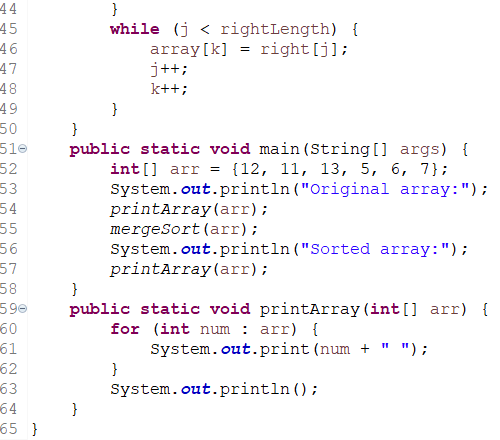 44         }
45         while (j < rightLength) {
46             array[k] = right[j];
47             j++;
48             k++;
49         }
50     }
51     public static void main(String[] args) {
52         int[] arr = {12, 11, 13, 5, 6, 7};
53         System.out.println("Original array:");
54         printArray(arr);
55         mergeSort(arr);
56         System.out.println("Sorted array:");
57         printArray(arr);
58     }
59     public static void printArray(int[] arr) {
60         for (int num : arr) {
61             System.out.print(num + " ");
62         }
63         System.out.println();
64     }
65 }